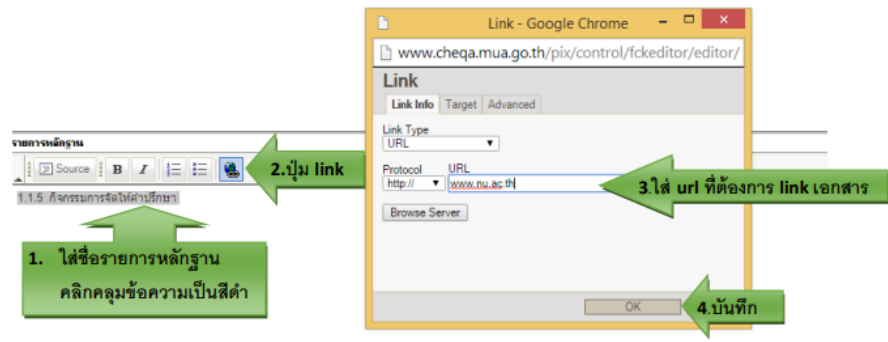 Link - Google Chrome
www.cheqa.mua.go.th/pix/control/fckeditor/editor/
Link
Link Info Target Advanced
Link Type
URL
Protocol URL
http:// www.nu.ac.th
Browse Server
OK
รายการหลักฐาน
Source B I
1.1.5 กิจกรรมการจัดให้คำปรึกษา
2.ปุ่ม link
3.ใส่ url ที่ต้องการ link เอกสาร
1. ใส่ชื่อรายการหลักฐาน
คลิกคลุมข้อความเป็นสีดำ
4.บันทึก